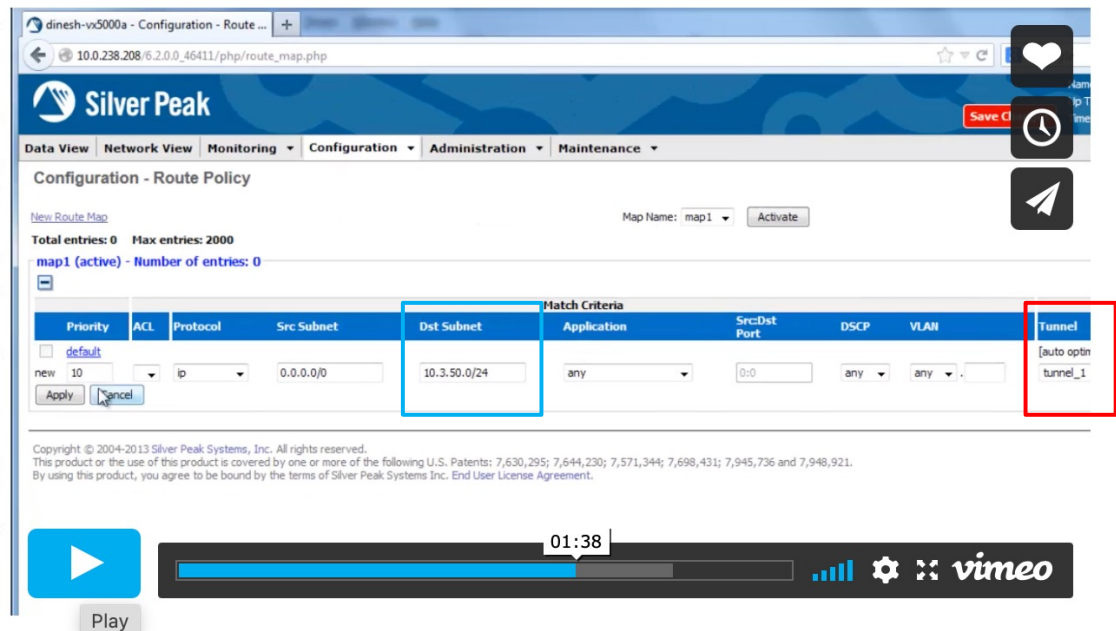 dinesh-vx5000a - Configuration - Route ... +
10.0.238.208/6.2.0.0_46411/php/route_map.php
Silver Peak
Data View Network View Monitoring Configuration Administration Maintenance
Configuration - Route Policy
New Route Map
Map Name: map1 Activate
Total entries: 0 Max entries: 2000
map1 (active) - Number of entries: 0
Match Criteria
Priority ACL Protocol Src Subnet Dst Subnet Application Src:Dst Port DSCP VLAN Tunnel
default [auto optim
new 10 ip 0.0.0.0/0 10.3.50.0/24 any 0:0 any any . tunnel_1
Apply Cancel
Copyright © 2004-2013 Silver Peak Systems, Inc. All rights reserved.
This product or the use of this product is covered by one or more of the following U.S. Patents: 7,630,295; 7,644,230; 7,571,344; 7,698,431; 7,945,736 and 7,948,921.
By using this product, you agree to be bound by the terms of Silver Peak Systems Inc. End User License Agreement.
01:38
vimeo
Play